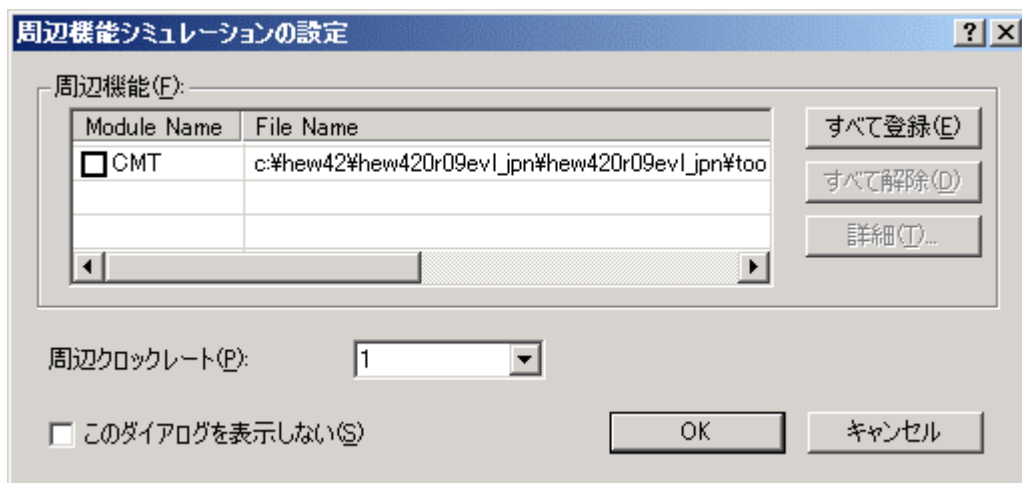 周辺機能シミュレーションの設定
周辺機能(F):
Module Name File Name
CMT c:¥hew42¥hew420r09evl_jpn¥hew420r09evl_jpn¥too
すべて登録(E)
すべて解除(D)
詳細(T)...
周辺クロックレート(P): 1
このダイアログを表示しない(S)
OK キャンセル